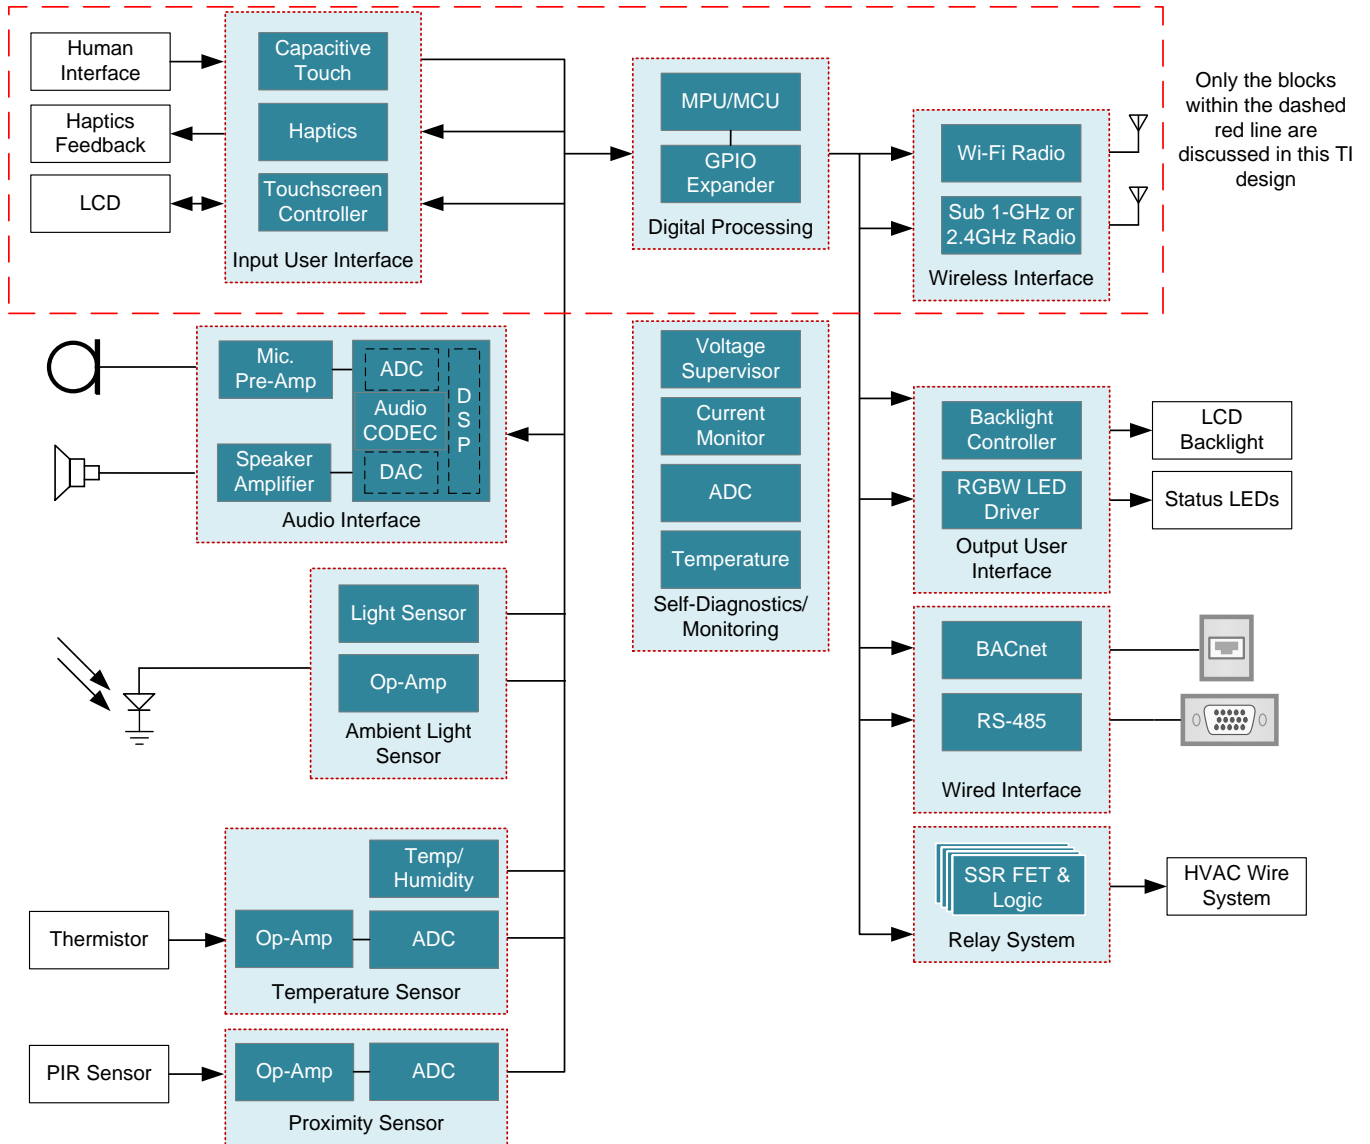 Human
Interface
Haptics
Feedback
LCD
Capacitive
Touch
Haptics
Touchscreen
Controller
Input User Interface
MPU/MCU
GPIO
Expander
Digital Processing
Wi-Fi Radio
Sub 1-GHz or
2.4GHz Radio
Wireless Interface
Only the blocks
within the dashed
red line are
discussed in this TI
design
Mic.
Pre-Amp
ADC
Audio
CODEC
DAC
D
S
P
Speaker
Amplifier
Audio Interface
Voltage
Supervisor
Current
Monitor
ADC
Temperature
Self-Diagnostics/
Monitoring
Backlight
Controller
RGBW LED
Driver
Output User
Interface
LCD
Backlight
Status LEDs
Light Sensor
Op-Amp
Ambient Light
Sensor
BACnet
RS-485
Wired Interface
Temp/
Humidity
Thermistor
Op-Amp
ADC
Temperature Sensor
SSR FET &
Logic
Relay System
HVAC Wire
System
PIR Sensor
Op-Amp
ADC
Proximity Sensor